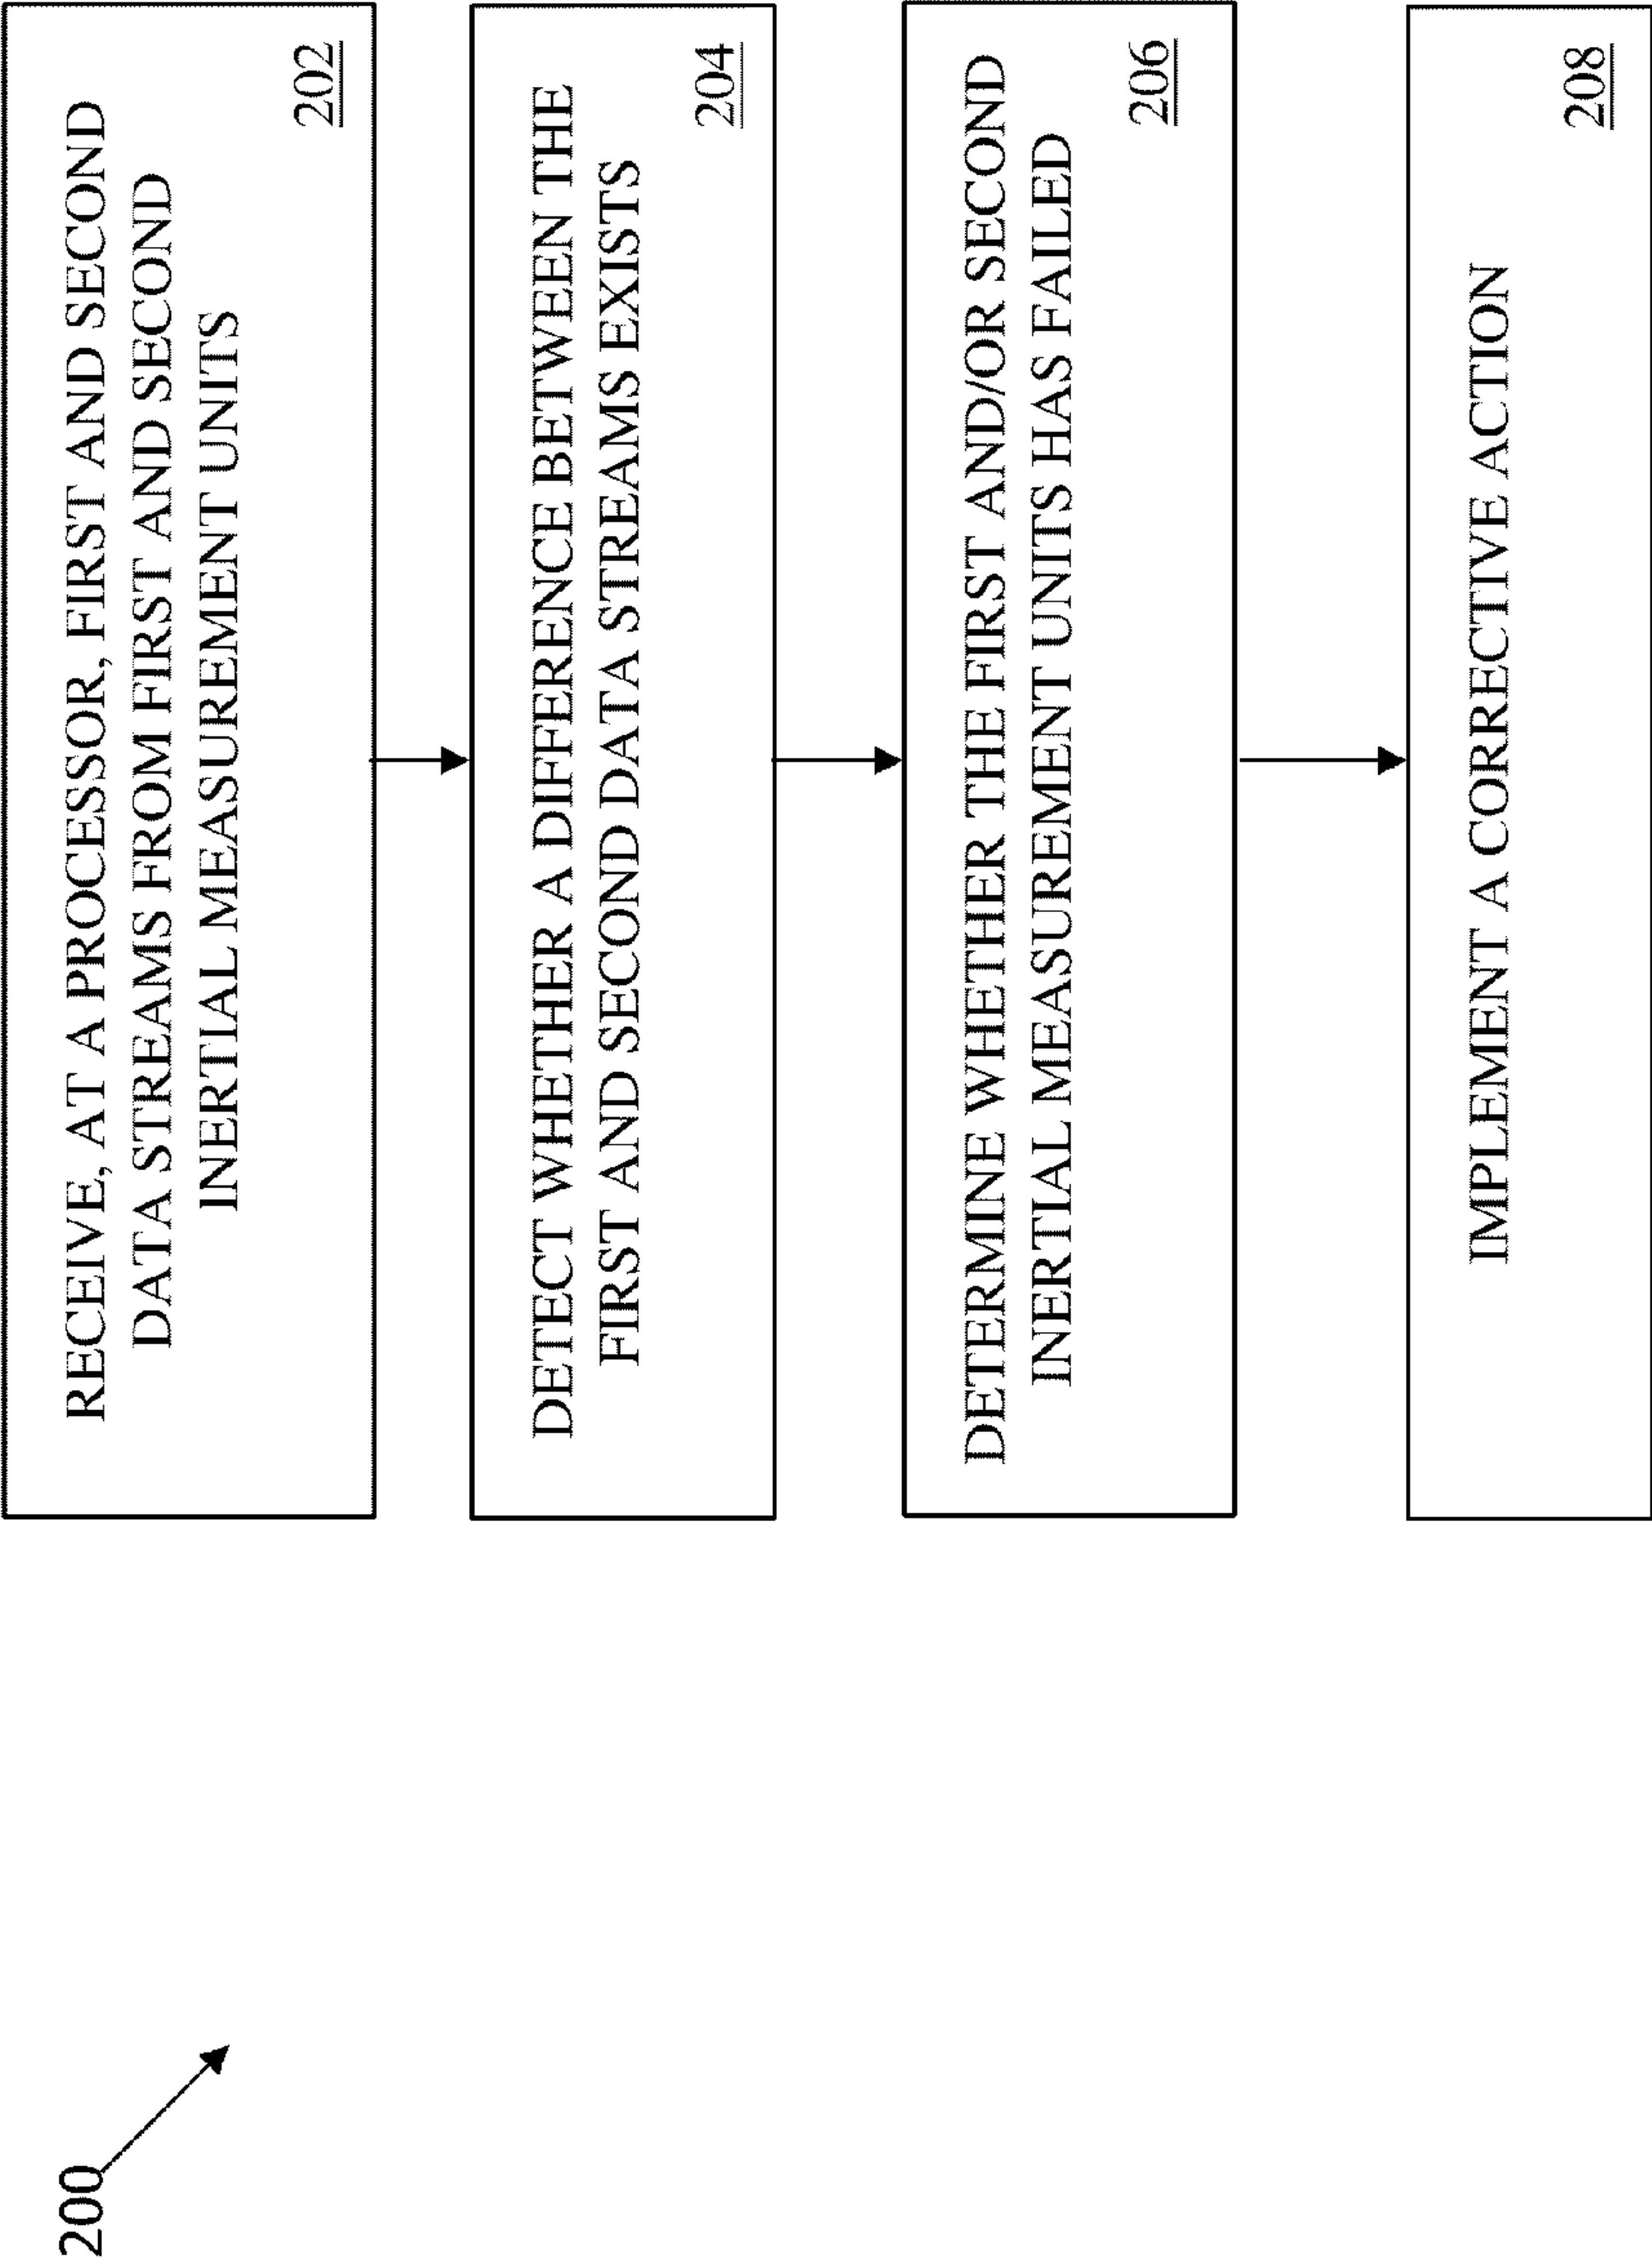 200
RECEIVE, AT A PROCESSOR, FIRST AND SECOND
DATA STREAMS FROM FIRST AND SECOND
INERTIAL MEASUREMENT UNITS
202
DETECT WHETHER A DIFFERENCE BETWEEN THE
FIRST AND SECOND DATA STREAMS EXISTS
204
DETERMINE WHETHER THE FIRST AND/OR SECOND
INERTIAL MEASUREMENT UNITS HAS FAILED
206
IMPLEMENT A CORRECTIVE ACTION
208